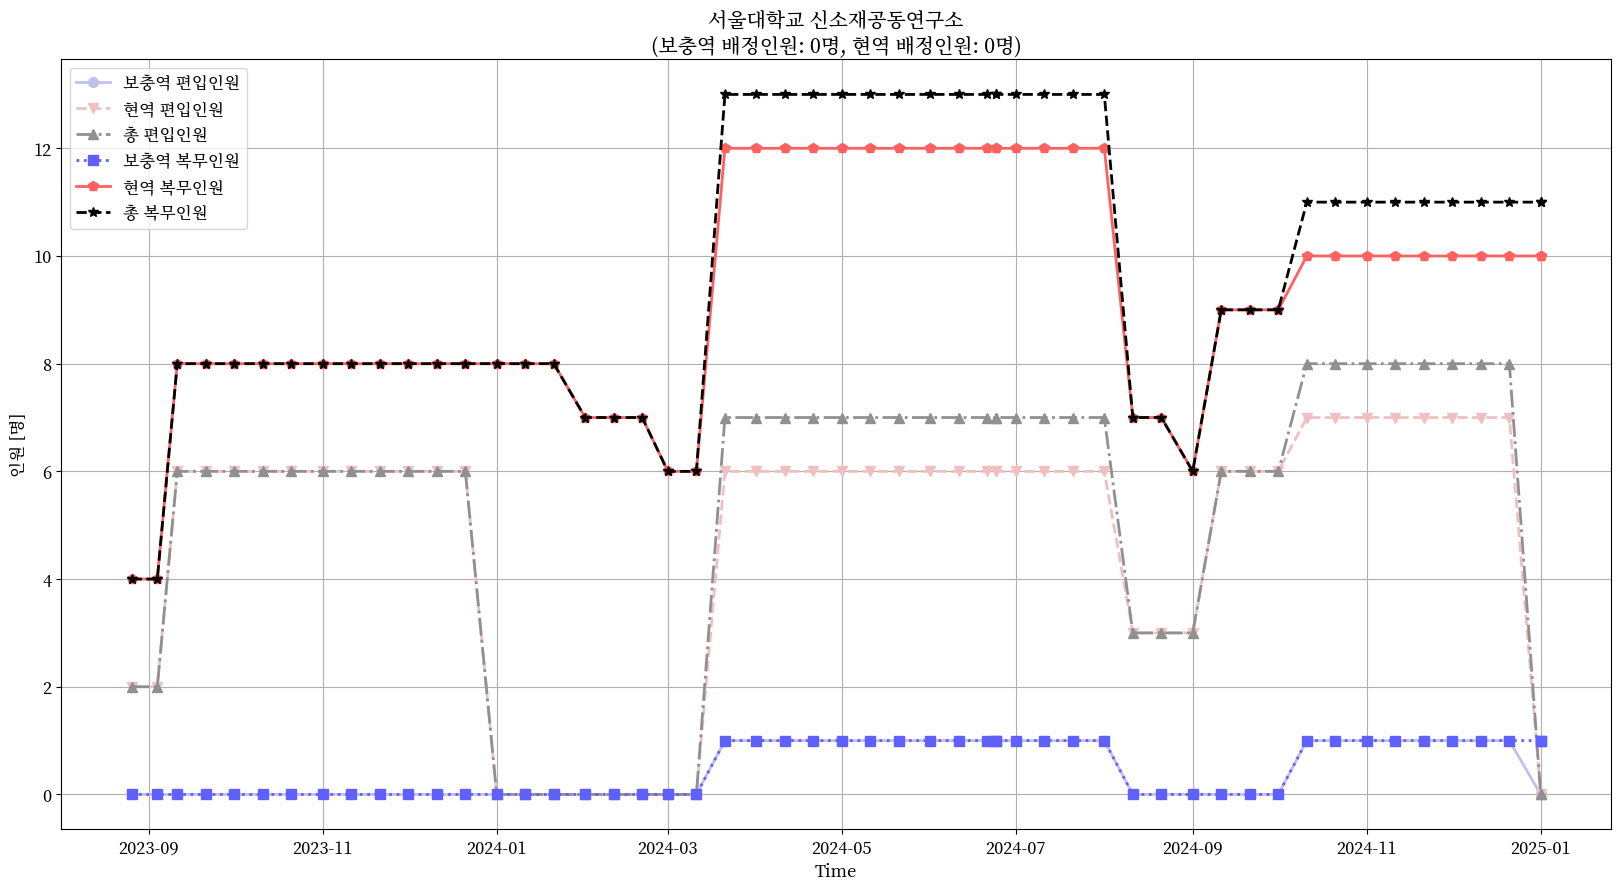 서울대학교 신소재공동연구소
(보충역 배정인원: 0명, 현역 배정인원: 0명)
보충역 편입인원
현역 편입인원
총 편입인원
보충역 복무인원
현역 복무인원
총 복무인원
12
10
8
6
4
2
0
인원 [명]
2023-09
2023-11
2024-01
2024-03
2024-05
2024-07
2024-09
2024-11
2025-01
Time